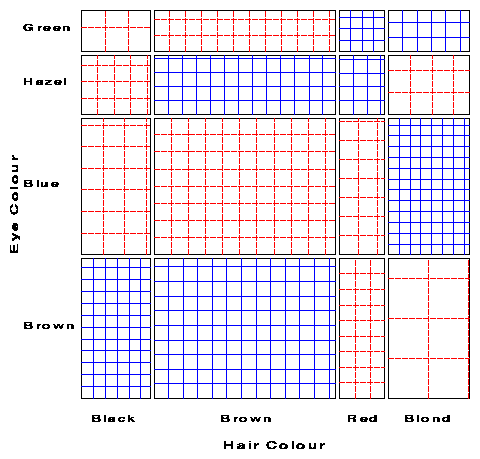 Green
Hazel
Blue
Brown
Eye Colour
Black Brown Red Blond
Hair Colour